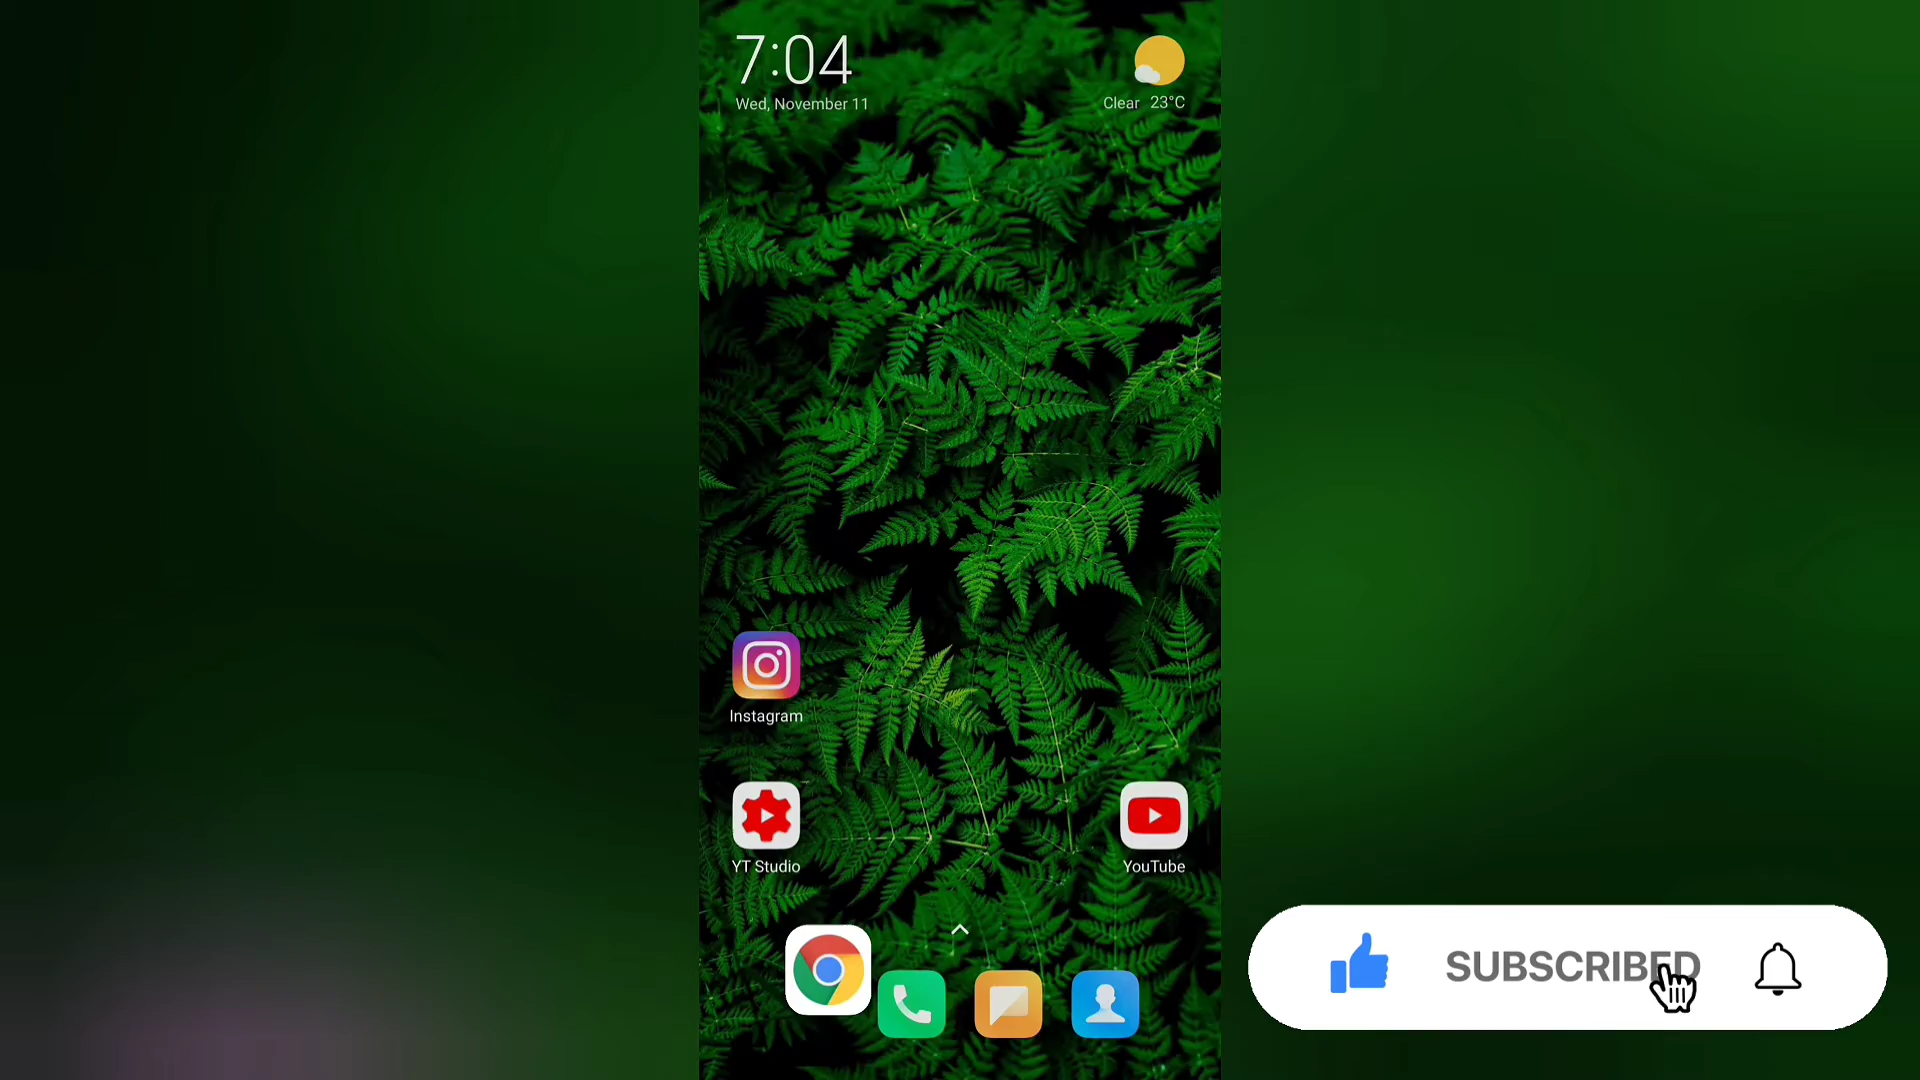 7:04
Wed, November 11
Clear 23°C
Instagram
YT Studio
YouTube
SUBSCRIBED